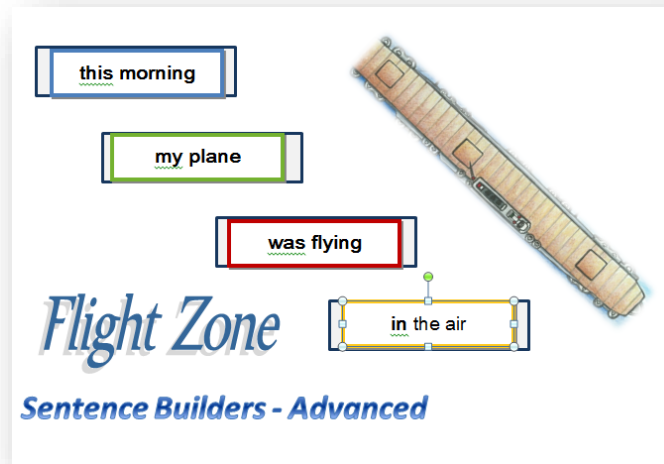 this morning
my plane
was flying
in the air
Flight Zone
Sentence Builders - Advanced